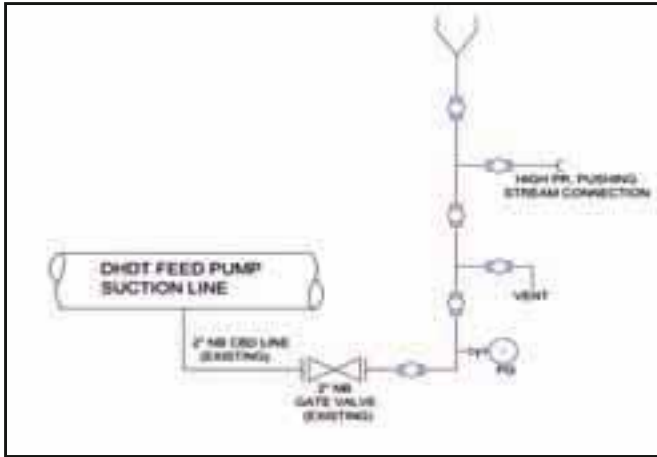 HIGH PR. PUSHING
STREAM CONNECTION
DHDT FEED PUMP
SUCTION LINE
VENT
2" NB CBD LINE
(EXISTING)
PG
2" NB
GATE VALVE
(EXISTING)